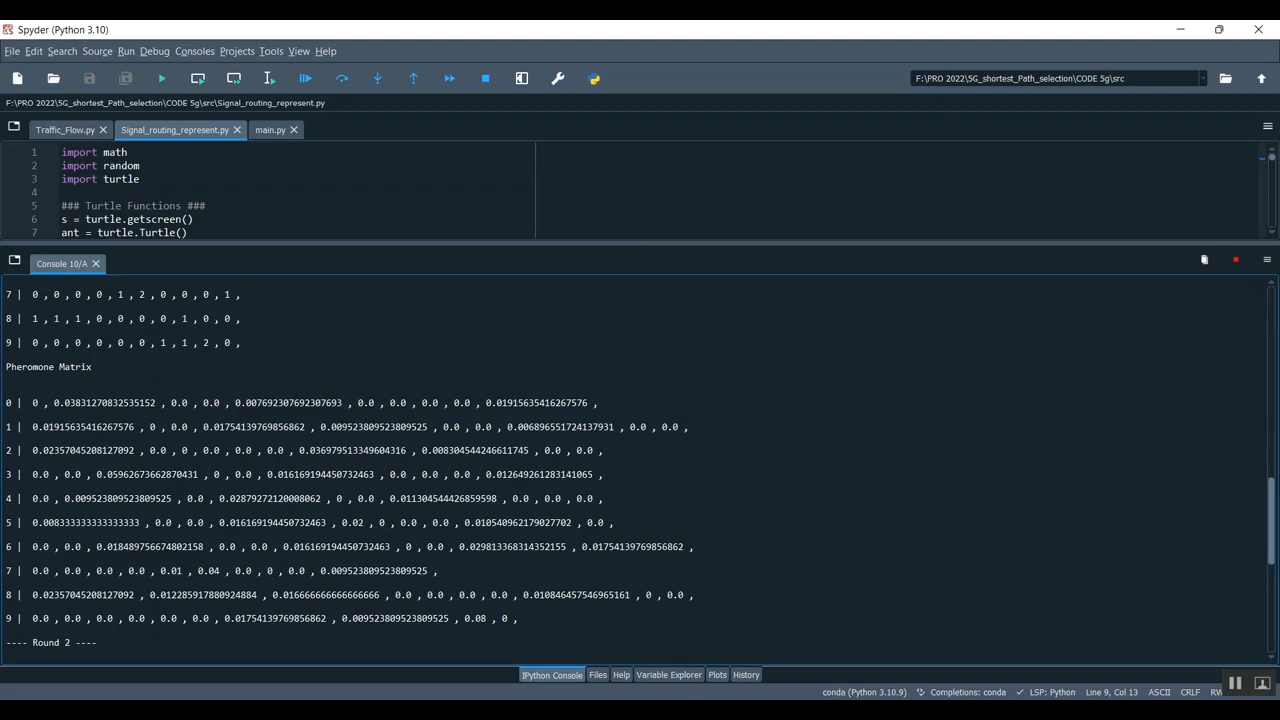 Spyder (Python 3.10)
File Edit Search Source Run Debug Consoles Projects Tools View Help
F:\PRO 2022\5G_shortest_Path_selection\CODE 5g\src
F:\PRO 2022\5G_shortest_Path_selection\CODE 5g\src\Signal_routing_represent.py
Traffic_Flow.py Signal_routing_represent.py main.py
1 import math
2 import random
3 import turtle
4
5 ### Turtle Functions ###
6 s = turtle.getscreen()
7 ant = turtle.Turtle()
Console 10/A
7 | 0 , 0 , 0 , 0 , 1 , 2 , 0 , 0 , 0 , 1 ,
8 | 1 , 1 , 1 , 0 , 0 , 0 , 0 , 1 , 0 , 0 ,
9 | 0 , 0 , 0 , 0 , 0 , 0 , 1 , 1 , 2 , 0 ,
Pheromone Matrix
0 | 0 , 0.03831270832535152 , 0.0 , 0.0 , 0.007692307692307693 , 0.0 , 0.0 , 0.0 , 0.0 , 0.01915635416267576 ,
1 | 0.01915635416267576 , 0 , 0.0 , 0.01754139769856862 , 0.009523809523809525 , 0.0 , 0.0 , 0.006896551724137931 , 0.0 , 0.0 ,
2 | 0.02357045208127092 , 0.0 , 0 , 0.0 , 0.0 , 0.0 , 0.036979513349604316 , 0.008304544246611745 , 0.0 , 0.0 ,
3 | 0.0 , 0.0 , 0.05962673662870431 , 0 , 0.0 , 0.016169194450732463 , 0.0 , 0.0 , 0.0 , 0.012649261283141065 ,
4 | 0.0 , 0.009523809523809525 , 0.0 , 0.02879272120008062 , 0 , 0.0 , 0.011304544426859598 , 0.0 , 0.0 , 0.0 ,
5 | 0.008333333333333333 , 0.0 , 0.0 , 0.016169194450732463 , 0.02 , 0 , 0.0 , 0.0 , 0.010540962179027702 , 0.0 ,
6 | 0.0 , 0.0 , 0.018489756674802158 , 0.0 , 0.0 , 0.016169194450732463 , 0 , 0.0 , 0.029813368314352155 , 0.01754139769856862 ,
7 | 0.0 , 0.0 , 0.0 , 0.0 , 0.01 , 0.04 , 0.0 , 0 , 0.0 , 0.009523809523809525 ,
8 | 0.02357045208127092 , 0.012285917880924884 , 0.016666666666666666 , 0.0 , 0.0 , 0.0 , 0.0 , 0.010846457546965161 , 0 , 0.0 ,
9 | 0.0 , 0.0 , 0.0 , 0.0 , 0.0 , 0.0 , 0.01754139769856862 , 0.009523809523809525 , 0.08 , 0 ,
---- Round 2 ----
IPython Console Files Help Variable Explorer Plots History
conda (Python 3.10.9) Completions: conda LSP: Python Line 9, Col 13 ASCII CRLF